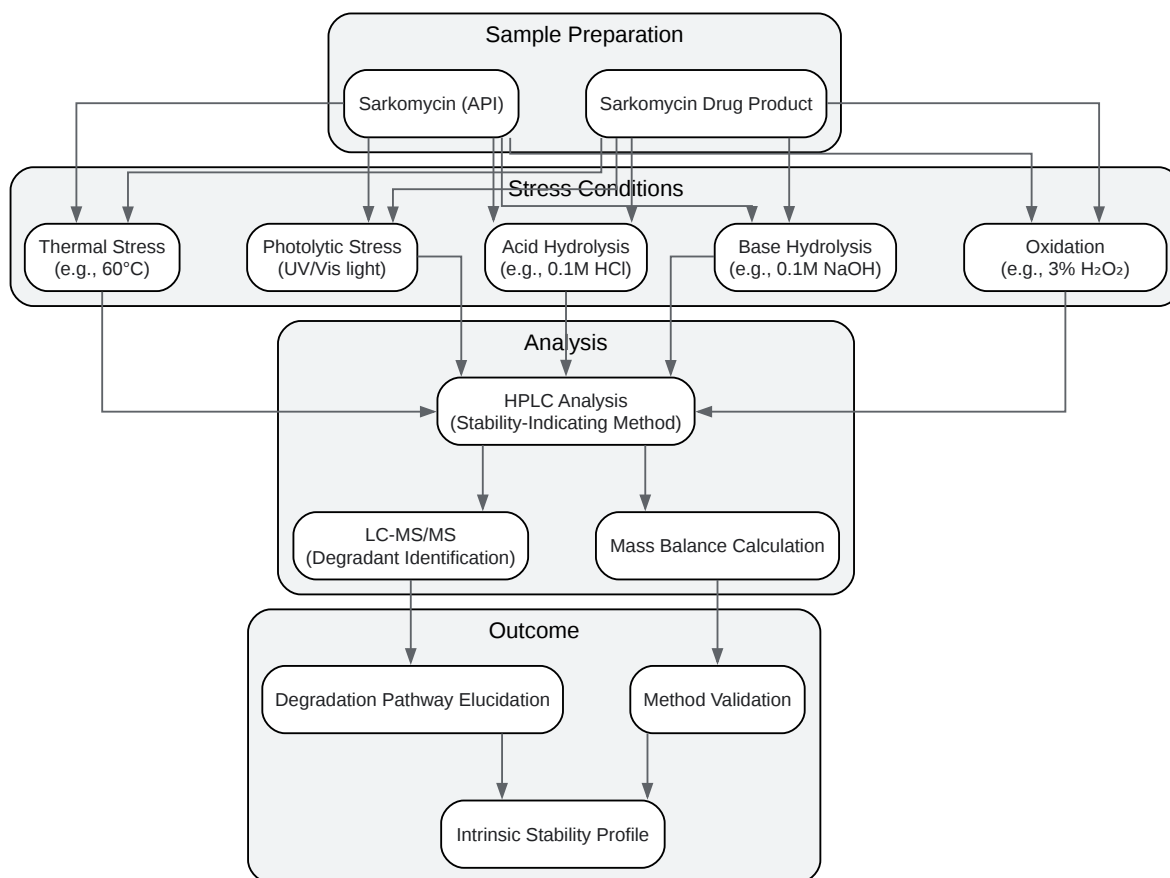 Sample Preparation
Sarkomycin (API)
Sarkomycin Drug Product
Stress Conditions
Thermal Stress
(e.g., 60°C)
Photolytic Stress
(UV/Vis light)
Acid Hydrolysis
(e.g., 0.1M HCl)
Base Hydrolysis
(e.g., 0.1M NaOH)
Oxidation
(e.g., 3% H₂O₂)
Analysis
HPLC Analysis
(Stability-Indicating Method)
LC-MS/MS
(Degradant Identification)
Mass Balance Calculation
Outcome
Degradation Pathway Elucidation
Method Validation
Intrinsic Stability Profile